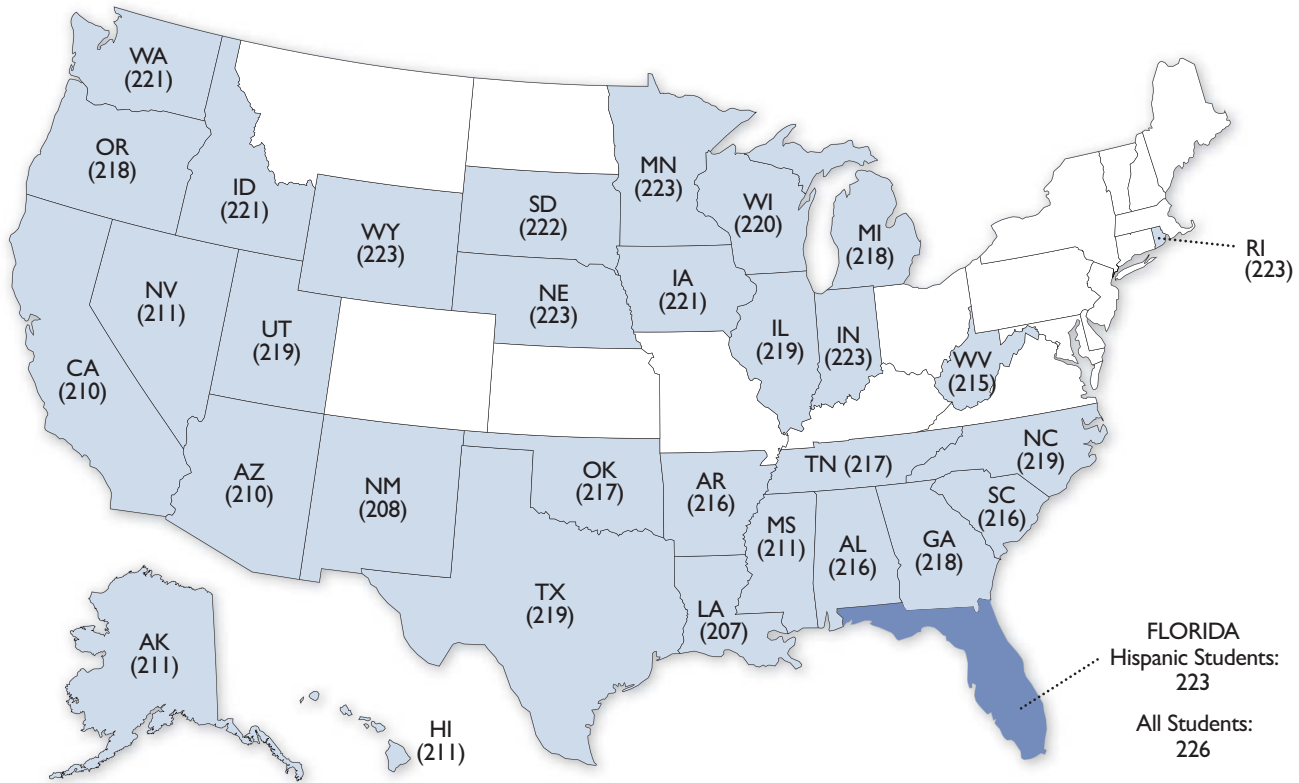 WA
(221)
OR
(218)
ID
(221)
WY
(223)
SD
(222)
MN
(223)
WI
(220)
MI
(218)
RI
(223)
NV
(211)
UT
(219)
NE
(223)
IA
(221)
IL
(219)
IN
(223)
WV
(215)
CA
(210)
AZ
(210)
NM
(208)
OK
(217)
AR
(216)
TN (217)
NC
(219)
SC
(216)
MS
(211)
AL
(216)
GA
(218)
TX
(219)
LA
(207)
AK
(211)
HI
(211)
FLORIDA
Hispanic Students:
223
All Students:
226